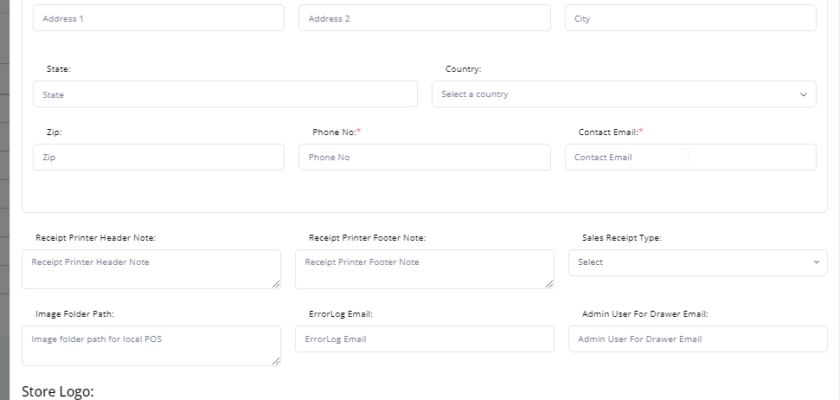 Address 1 Address 2 City
State: Country:
State Select a country
Zip: Phone No:* Contact Email:*
Zip Phone No Contact Email
Receipt Printer Header Note: Receipt Printer Footer Note: Sales Receipt Type:
Receipt Printer Header Note Receipt Printer Footer Note Select
Image Folder Path: ErrorLog Email: Admin User For Drawer Email:
Image folder path for local POS ErrorLog Email Admin User For Drawer Email
Store Logo: